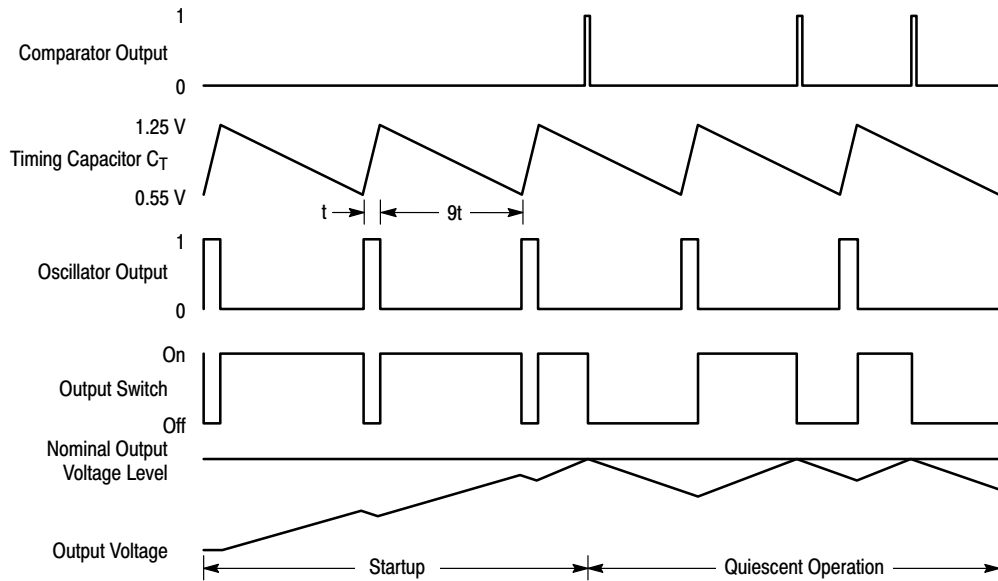 1
Comparator Output
0
1.25 V
Timing Capacitor CT
0.55 V
t
9t
1
Oscillator Output
0
On
Output Switch
Off
Nominal Output
Voltage Level
Output Voltage
Startup
Quiescent Operation